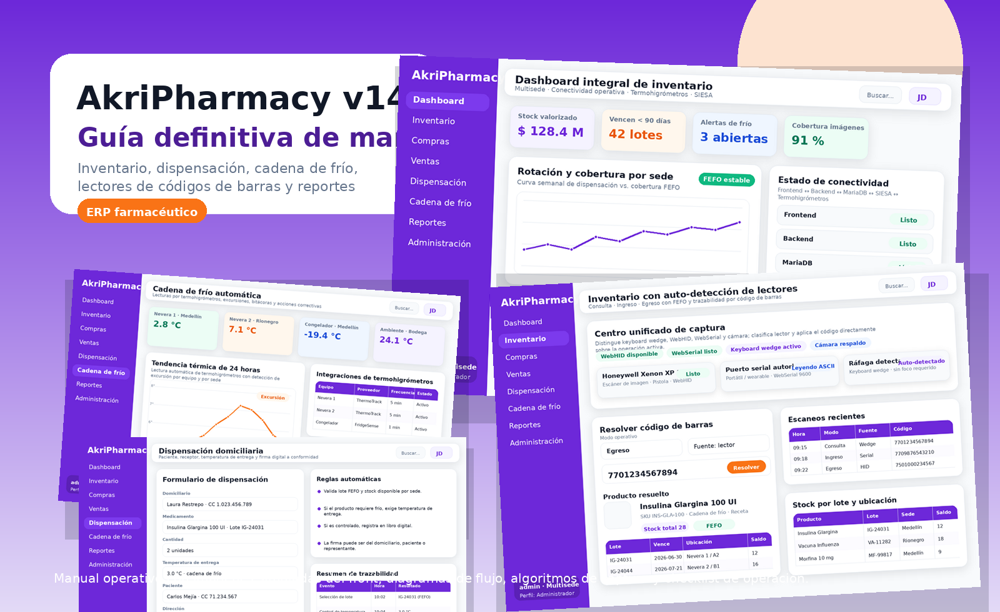 AkriPharmacy v14
Guía definitiva de
Inventario, dispensación, cadena de frío,
lectores de códigos de barras y reportes
ERP farmacéutico
AkriPharmac
Dashboard
Inventario
Compras
Ventas
Dispensación
Cadena de frío
Reportes
Administración
Dashboard integral de inventario
Multisede · Conectividad operativa · Termohigrómetros · SIESA
Buscar...
JD
Stock valorizado
$ 128.4 M
Vencen < 90 días
42 lotes
Alertas de frío
3 abiertas
Cobertura imágenes
91 %
Rotación y cobertura por sede
Curva semanal de dispensación vs. cobertura FEFO
FEFO estable
Estado de conectividad
Frontend ↔ Backend ↔ MariaDB ↔ SIESA ↔
Termohigrómetros
Frontend
Listo
Backend
Listo
MariaDB
AkriPharmac
Dashboard
Inventario
Compras
Ventas
Dispensación
Cadena de frío
Reportes
Administración
Cadena de frío automática
Lecturas por termohigrómetros, excursiones, bitácoras y acciones correctivas
Buscar...
JD
Nevera 1 · Medellín
2.8 °C
Nevera 2 · Rionegro
7.1 °C
Congelador · Medellín
-19.4 °C
Ambiente · Bodega
24.1 °C
Tendencia térmica de 24 horas
Lectura automática de termohigrómetros con detección de
excursión por equipo y por sede
8°
7°
6°
Excursión
Integraciones de termohigrómetros
Equipo Proveedor Frecuencia Estado
Nevera 1 ThermoTrack 5 min Activo
Nevera 2 ThermoTrack 5 min Activo
Congelador FridgeSense 1 min Activo
AkriPharmac
Dashboard
Inventario
Compras
Ventas
Dispensación
Cadena de frío
Reportes
Administración
admin · Multisede
Perfil: Administrador
Inventario con auto-detección de lectores
Consulta · Ingreso · Egreso con FEFO y trazabilidad por código de barras
Buscar...
JD
Centro unificado de captura
Distingue keyboard wedge, WebHID, WebSerial y cámara; clasifica lector y aplica el código directamente
sobre la operación activa.
WebHID disponible
WebSerial listo
Keyboard wedge activo
Cámara respaldo
Honeywell Xenon XP
Listo
Escáner de imagen · Pistola · WebHID
Puerto serial autori
Leyendo ASCII
Portátil / wearable · WebSerial 9600
Ráfaga detect
Auto-detectado
Keyboard wedge · sin foco requerido
Resolver código de barras
Modo operativo
Egreso
Fuente: lector
7701234567894
Resolver
Producto resuelto
Insulina Glargina 100 UI
SKU INS-GLA-100 · Cadena de frío · Receta
Stock total 28
FEFO
Lote Vence Ubicación Saldo
IG-24031 2026-06-30 Nevera 1 / A2 12
IG-24044 2026-07-21 Nevera 2 / B1 16
Escaneos recientes
Hora Modo Fuente Código
09:15 Consulta Wedge 7701234567894
09:18 Ingreso Serial 7709876543210
09:22 Egreso HID 7501000234567
Stock por lote y ubicación
Producto Lote Sede Saldo
Insulina Glargina IG-24031 Medellín 12
Vacuna Influenza VA-11282 Rionegro 18
Morfina 10 mg MF-99817 Medellín 9
AkriPharmac
Dashboard
Inventario
Compras
Ventas
Dispensación
Cadena de frío
Reportes
Administración
Dispensación domiciliaria
Paciente, receptor, temperatura de entrega y firma digital a conformidad
Buscar...
JD
Formulario de dispensación
Domiciliario
Laura Restrepo · CC 1.023.456.789
Medicamento
Insulina Glargina 100 UI · Lote IG-24031
Cantidad
2 unidades
Temperatura de entrega
3.0 °C · cadena de frío
Paciente
Carlos Mejía · CC 71.234.567
Dirección
Reglas automáticas
Valida lote FEFO y stock disponible por sede.
Si el producto requiere frío, exige temperatura de
entrega.
Si es controlado, registra en libro digital.
La firma puede ser del domiciliario, paciente o
representante.
Resumen de trazabilidad
Evento Hora Resultado
Selección de lote 10:02 IG-24031 (FEFO)
Control de temperatura 10:04 3.0 °C
Manual operativ del front, diagramas de flujo, algoritmos de checklist de operación.